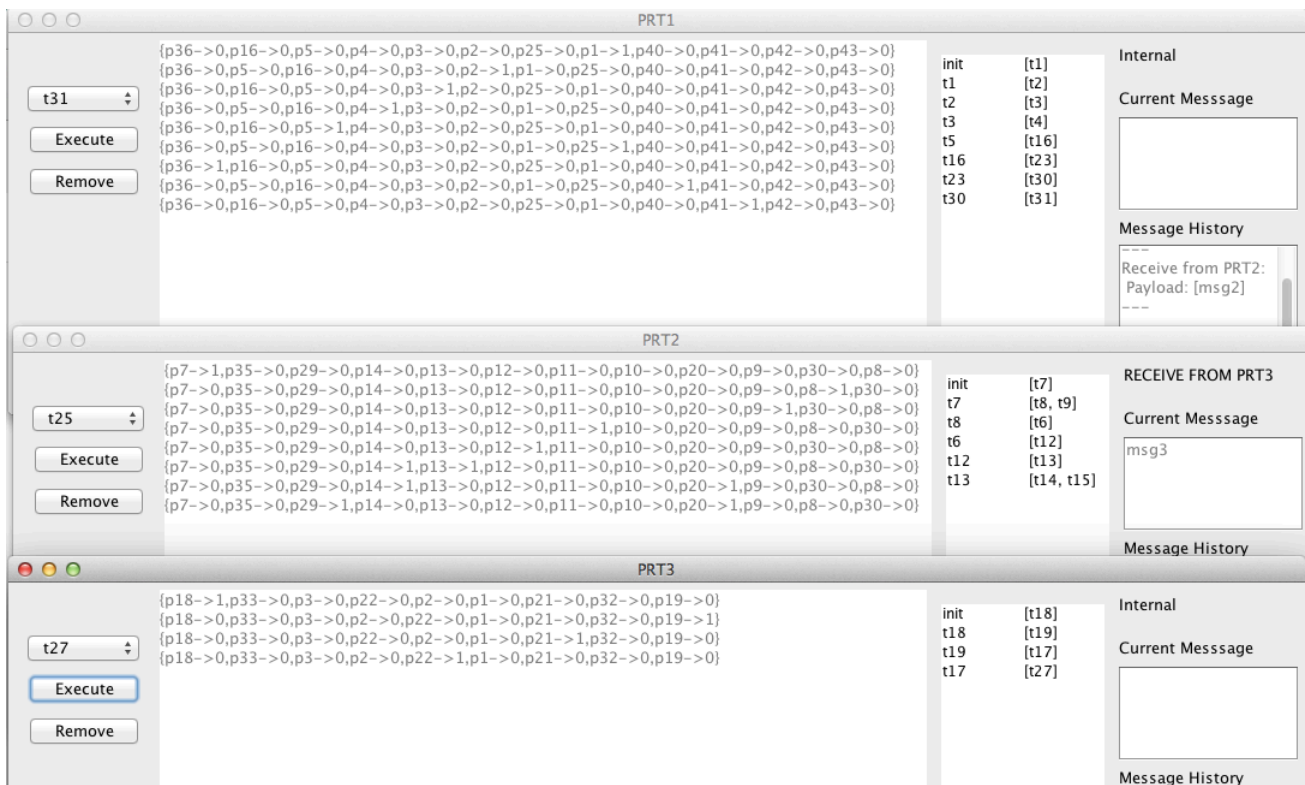 PRT1
t31
Execute
Remove
{p36->0,p16->0,p5->0,p4->0,p3->0,p2->0,p25->0,p1->1,p40->0,p41->0,p42->0,p43->0}
{p36->0,p5->0,p16->0,p4->0,p3->0,p2->1,p1->0,p25->0,p40->0,p41->0,p42->0,p43->0}
{p36->0,p16->0,p5->0,p4->0,p3->1,p2->0,p25->0,p1->0,p40->0,p41->0,p42->0,p43->0}
{p36->0,p5->0,p16->0,p4->1,p3->0,p2->0,p1->0,p25->0,p40->0,p41->0,p42->0,p43->0}
{p36->0,p16->0,p5->1,p4->0,p3->0,p2->0,p25->0,p1->0,p40->0,p41->0,p42->0,p43->0}
{p36->0,p5->0,p16->0,p4->0,p3->0,p2->0,p1->0,p25->1,p40->0,p41->0,p42->0,p43->0}
{p36->1,p16->0,p5->0,p4->0,p3->0,p2->0,p25->0,p1->0,p40->0,p41->0,p42->0,p43->0}
{p36->0,p5->0,p16->0,p4->0,p3->0,p2->0,p1->0,p25->0,p40->1,p41->0,p42->0,p43->0}
{p36->0,p16->0,p5->0,p4->0,p3->0,p2->0,p25->0,p1->0,p40->0,p41->1,p42->0,p43->0}
init [t1]
t1 [t2]
t2 [t3]
t3 [t4]
t5 [t16]
t16 [t23]
t23 [t30]
t30 [t31]
Internal
Current Messsage
Message History
---
Receive from PRT2:
Payload: [msg2]
---
PRT2
t25
Execute
Remove
{p7->1,p35->0,p29->0,p14->0,p13->0,p12->0,p11->0,p10->0,p20->0,p9->0,p30->0,p8->0}
{p7->0,p35->0,p29->0,p14->0,p13->0,p12->0,p11->0,p10->0,p20->0,p9->0,p8->1,p30->0}
{p7->0,p35->0,p29->0,p14->0,p13->0,p12->0,p11->0,p10->0,p20->0,p9->1,p30->0,p8->0}
{p7->0,p35->0,p29->0,p14->0,p13->0,p12->0,p11->1,p10->0,p20->0,p9->0,p8->0,p30->0}
{p7->0,p35->0,p29->0,p14->0,p13->0,p12->1,p11->0,p10->0,p20->0,p9->0,p30->0,p8->0}
{p7->0,p35->0,p29->0,p14->1,p13->1,p12->0,p11->0,p10->0,p20->0,p9->0,p8->0,p30->0}
{p7->0,p35->0,p29->0,p14->1,p13->0,p12->0,p11->0,p10->0,p20->1,p9->0,p30->0,p8->0}
{p7->0,p35->0,p29->1,p14->0,p13->0,p12->0,p11->0,p10->0,p20->1,p9->0,p8->0,p30->0}
init [t7]
t7 [t8, t9]
t8 [t6]
t6 [t12]
t12 [t13]
t13 [t14, t15]
RECEIVE FROM PRT3
Current Messsage
msg3
Message History
PRT3
t27
Execute
Remove
{p18->1,p33->0,p3->0,p22->0,p2->0,p1->0,p21->0,p32->0,p19->0}
{p18->0,p33->0,p3->0,p2->0,p22->0,p1->0,p21->0,p32->0,p19->1}
{p18->0,p33->0,p3->0,p22->0,p2->0,p1->0,p21->1,p32->0,p19->0}
{p18->0,p33->0,p3->0,p2->0,p22->1,p1->0,p21->0,p32->0,p19->0}
init [t18]
t18 [t19]
t19 [t17]
t17 [t27]
Internal
Current Messsage
Message History